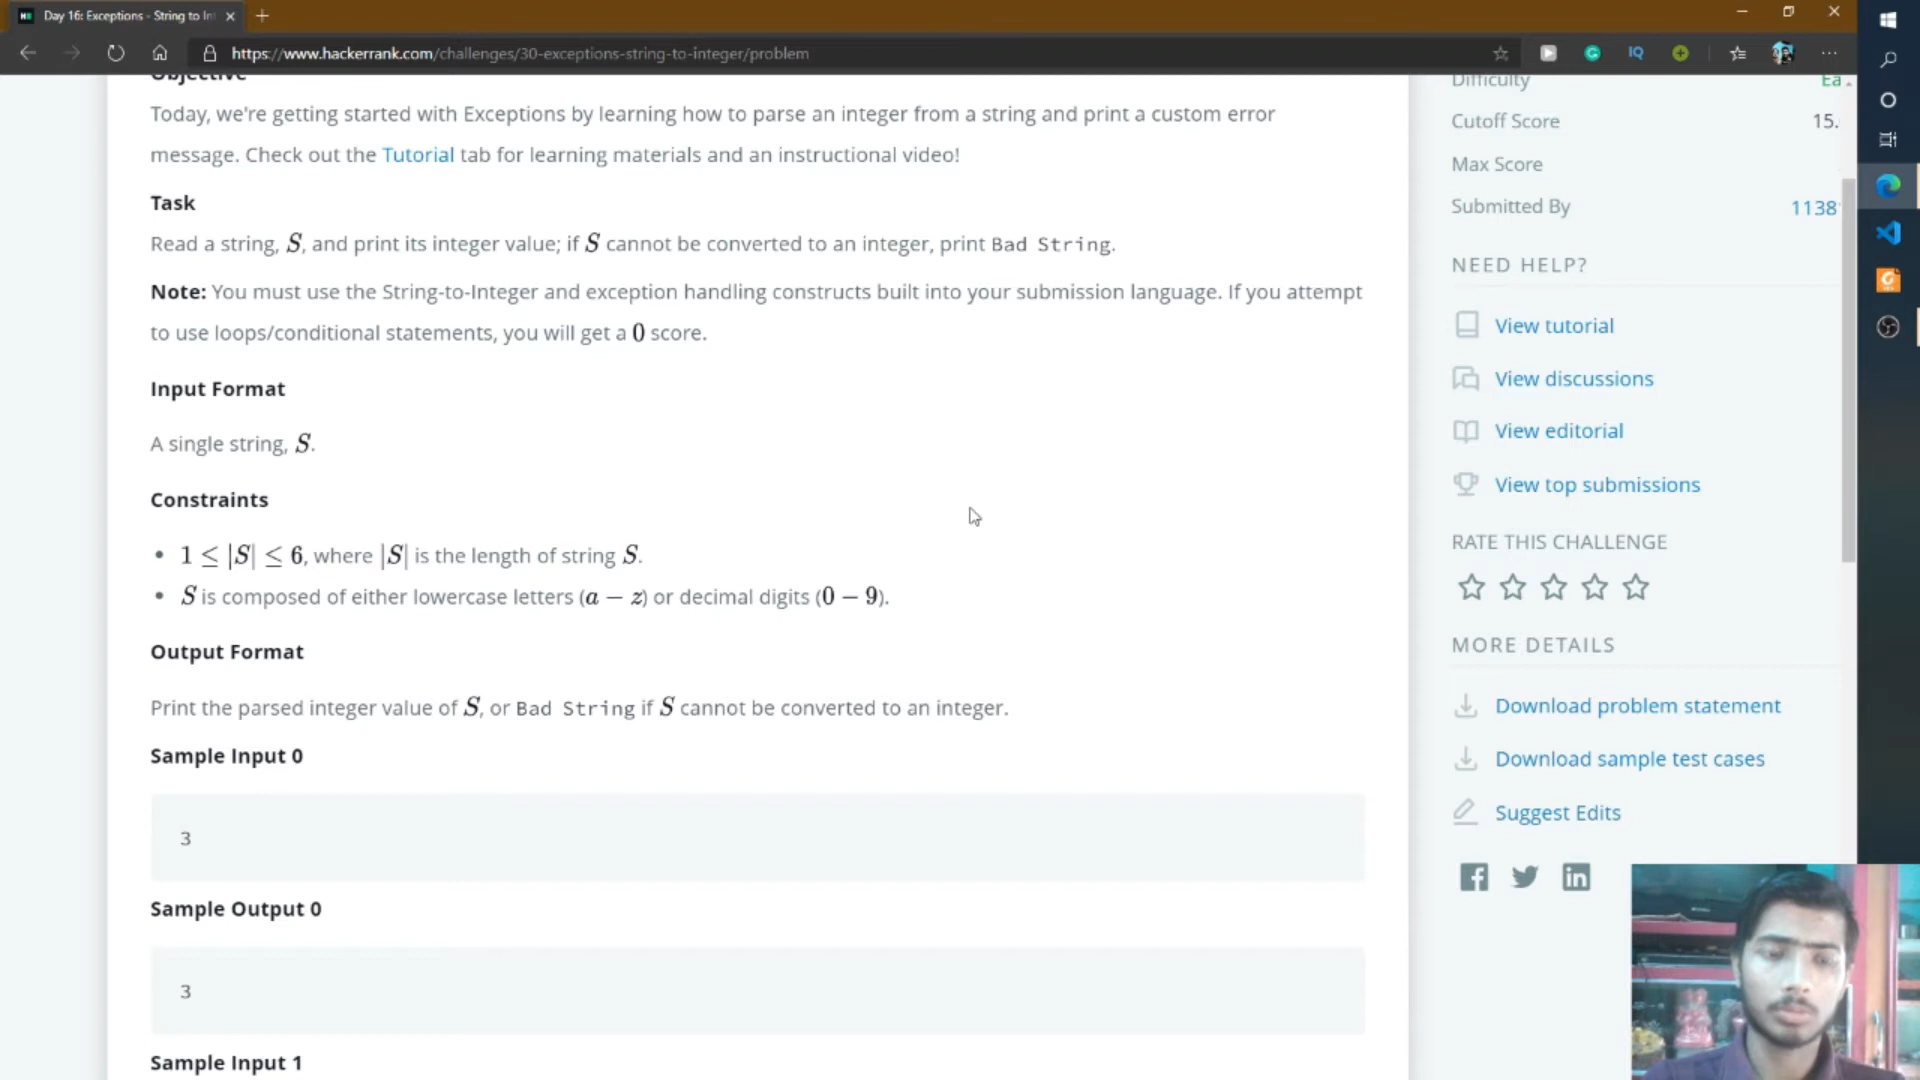 Day 16: Exceptions - String to In
https://www.hackerrank.com/challenges/30-exceptions-string-to-integer/problem
Objective
Today, we're getting started with Exceptions by learning how to parse an integer from a string and print a custom error
message. Check out the Tutorial tab for learning materials and an instructional video!
Task
Read a string, S, and print its integer value; if S cannot be converted to an integer, print Bad String.
Note: You must use the String-to-Integer and exception handling constructs built into your submission language. If you attempt
to use loops/conditional statements, you will get a 0 score.
Input Format
A single string, S.
Constraints
• 1 ≤ |S| ≤ 6, where |S| is the length of string S.
• S is composed of either lowercase letters (a − z) or decimal digits (0 − 9).
Output Format
Print the parsed integer value of S, or Bad String if S cannot be converted to an integer.
Sample Input 0
3
Sample Output 0
3
Sample Input 1
Difficulty Ea
Cutoff Score 15.
Max Score
Submitted By 1138
NEED HELP?
View tutorial
View discussions
View editorial
View top submissions
RATE THIS CHALLENGE
MORE DETAILS
Download problem statement
Download sample test cases
Suggest Edits